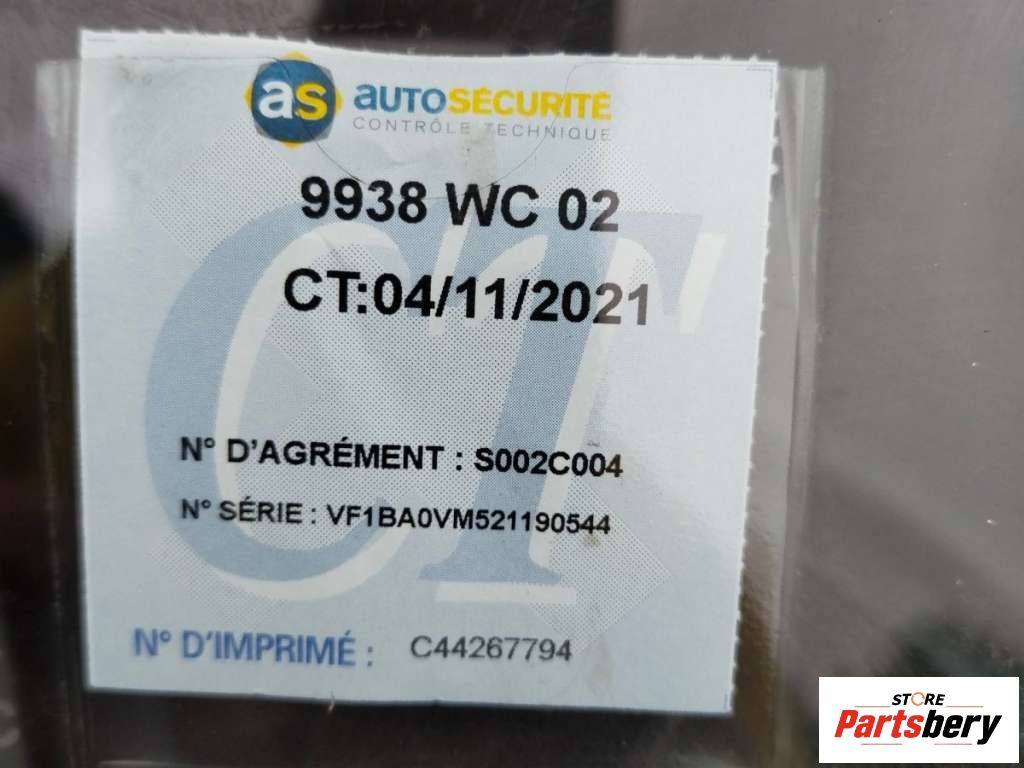 as AUTOSÉCURITÉ
CONTRÔLE TECHNIQUE
9938 WC 02
CT:04/11/2021
N° D'AGRÉMENT : S002C004
N° SÉRIE : VF1BA0VM521190544
N° D'IMPRIMÉ : C44267794
CT
STORE
Partsbery